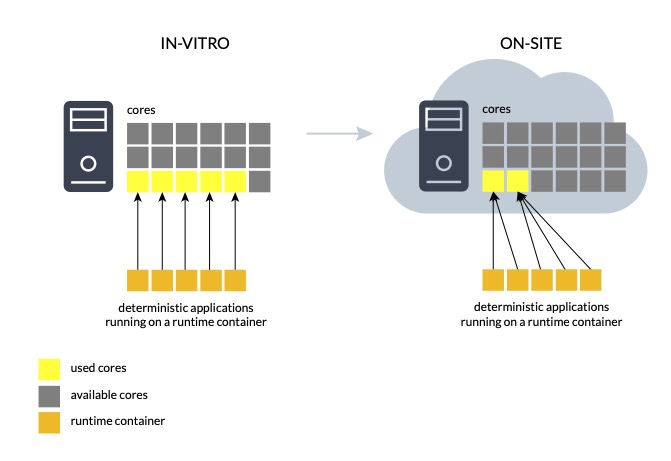 IN-VITRO
ON-SITE
cores
cores
deterministic applications
running on a runtime container
deterministic applications
running on a runtime container
used cores
available cores
runtime container